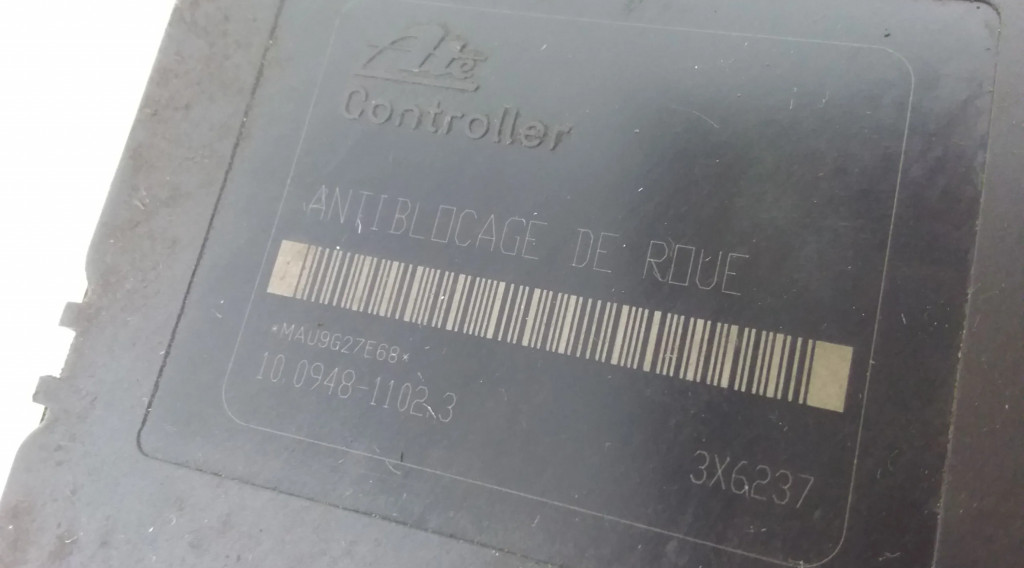 Ate
Controller
ANTIBLOCAGE DE ROUE
*MAU9G27E68*
10.0948-1102.3
3X6237